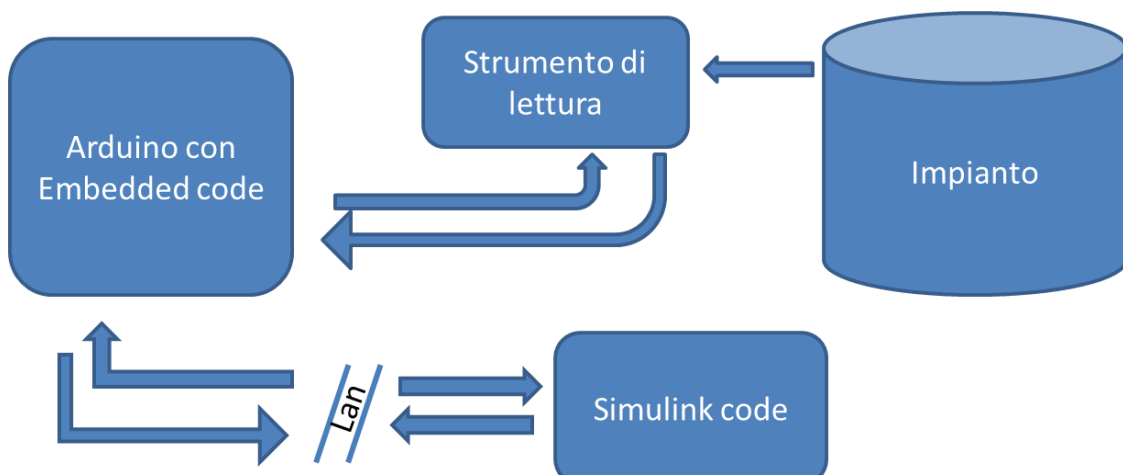 Strumento di
lettura
Arduino con
Embedded code
Impianto
Lan
Simulink code